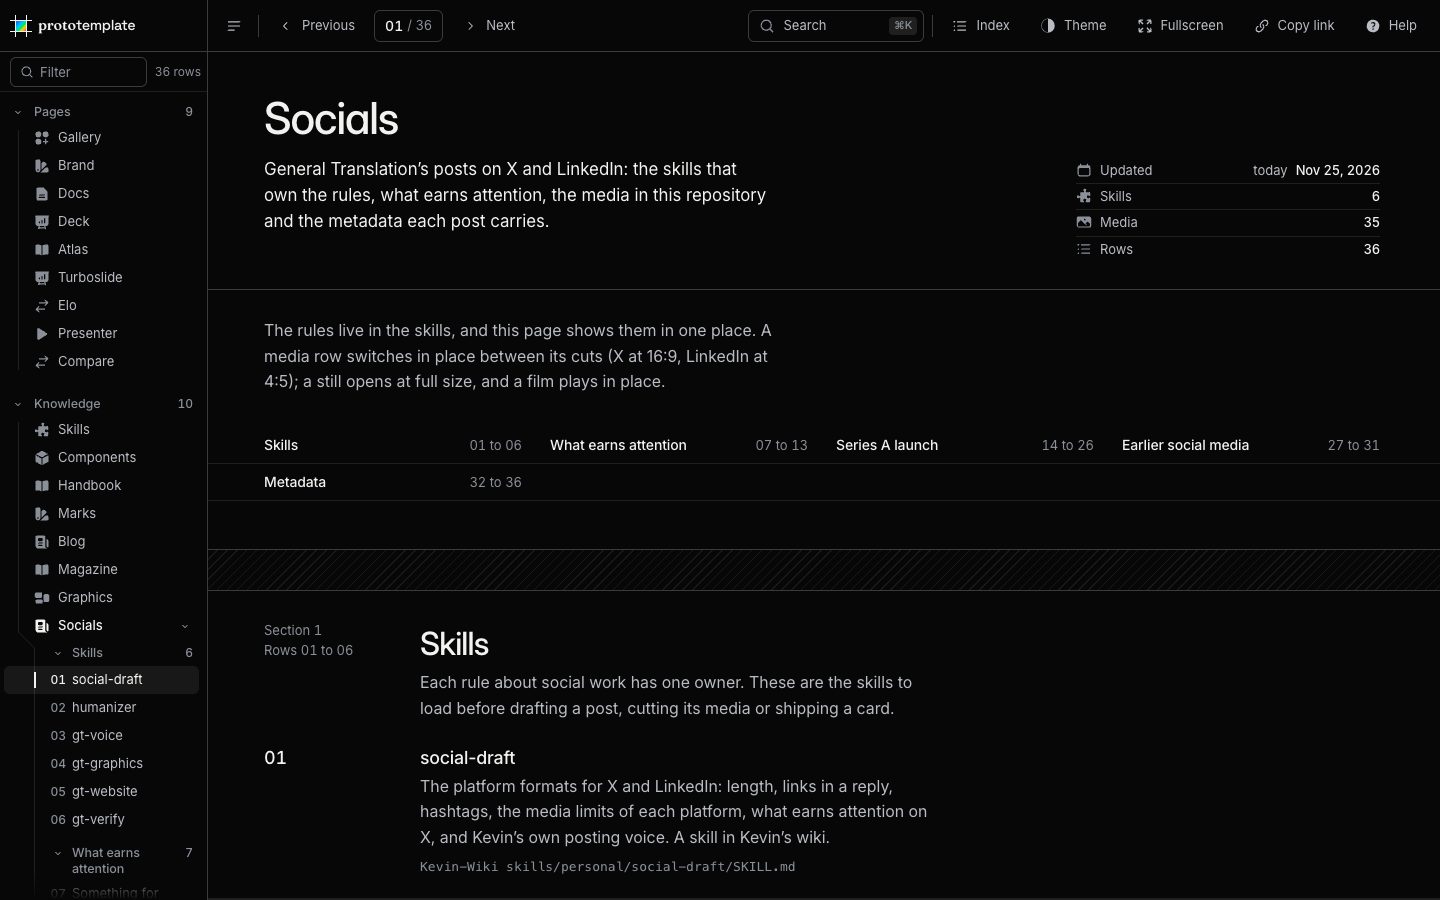 prototemplate
Previous
01 / 36
Next
Search
⌘K
Index
Theme
Fullscreen
Copy link
Help
Filter
36 rows
Pages 9
Gallery
Brand
Docs
Deck
Atlas
Turboslide
Elo
Presenter
Compare
Knowledge 10
Skills
Components
Handbook
Marks
Blog
Magazine
Graphics
Socials
Skills 6
01 social-draft
02 humanizer
03 gt-voice
04 gt-graphics
05 gt-website
06 gt-verify
What earns 7
attention
07 Something for
Socials
General Translation’s posts on X and LinkedIn: the skills that
own the rules, what earns attention, the media in this repository
and the metadata each post carries.
Updated today Nov 25, 2026
Skills 6
Media 35
Rows 36
The rules live in the skills, and this page shows them in one place. A
media row switches in place between its cuts (X at 16:9, LinkedIn at
4:5); a still opens at full size, and a film plays in place.
Skills 01 to 06
What earns attention 07 to 13
Series A launch 14 to 26
Earlier social media 27 to 31
Metadata 32 to 36
Section 1
Rows 01 to 06
Skills
Each rule about social work has one owner. These are the skills to
load before drafting a post, cutting its media or shipping a card.
01
social-draft
The platform formats for X and LinkedIn: length, links in a reply,
hashtags, the media limits of each platform, what earns attention on
X, and Kevin’s own posting voice. A skill in Kevin’s wiki.
Kevin-Wiki skills/personal/social-draft/SKILL.md